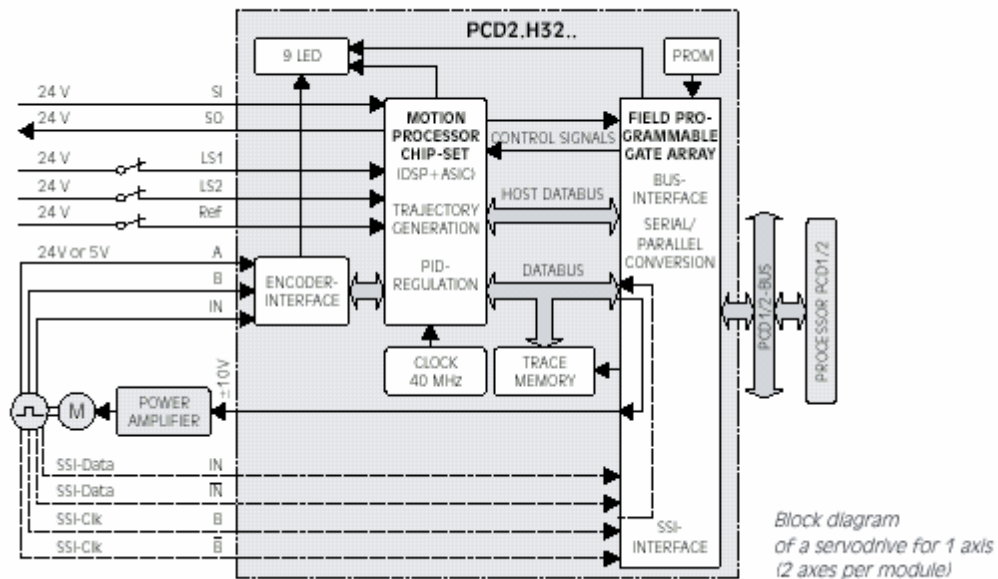 PCD2.H32..
9 LED
PROM
24 V SI
24 V SO
24 V LS1
24 V LS2
24 V Ref
24V or 5V A
B
IN
MOTION
PROCESSOR
CHIP-SET
(DSP+ASIC)
TRAJECTORY
GENERATION
PID-
REGULATION
CONTROL SIGNALS
HOST DATABUS
DATABUS
FIELD PRO-
GRAMMABLE
GATE ARRAY
BUS-
INTERFACE
SERIAL/
PARALLEL
CONVERSION
ENCODER-
INTERFACE
CLOCK
40 MHz
TRACE
MEMORY
PCD1/2-BUS
PROCESSOR PCD1/2
±10V
M
POWER
AMPLIFIER
SSI-Data IN
SSI-Data I̅N̅
SSI-Clk B
SSI-Clk B̅
SSI-
INTERFACE
Block diagram
of a servodrive for 1 axis
(2 axes per module)